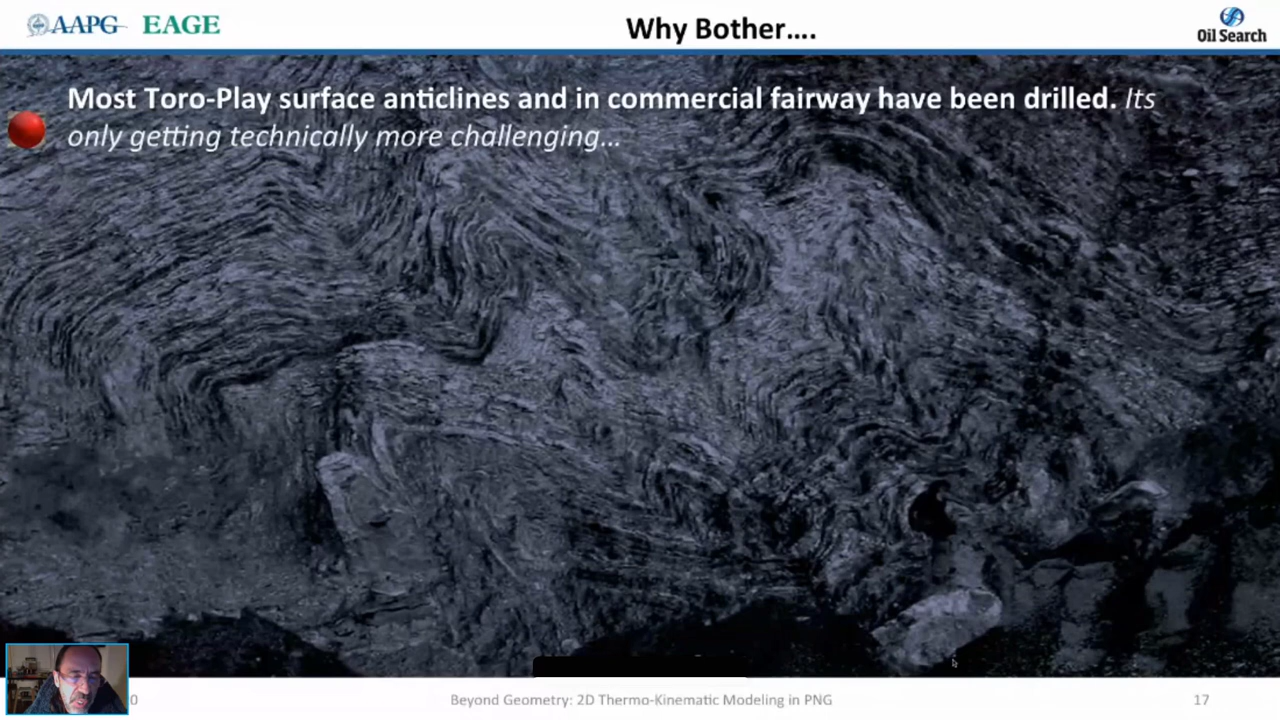 AAPG EAGE
Why Bother....
Oil Search
Most Toro-Play surface anticlines and in commercial fairway have been drilled. Its
only getting technically more challenging...
0
Beyond Geometry: 2D Thermo-Kinematic Modeling in PNG
17